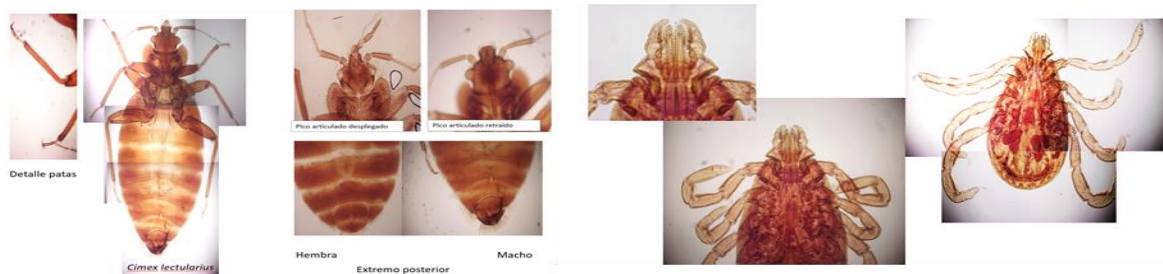 Detalle patas
Cimex lectularius
Pico articulado desplegado
Pico articulado retraído
Hembra
Macho
Extremo posterior